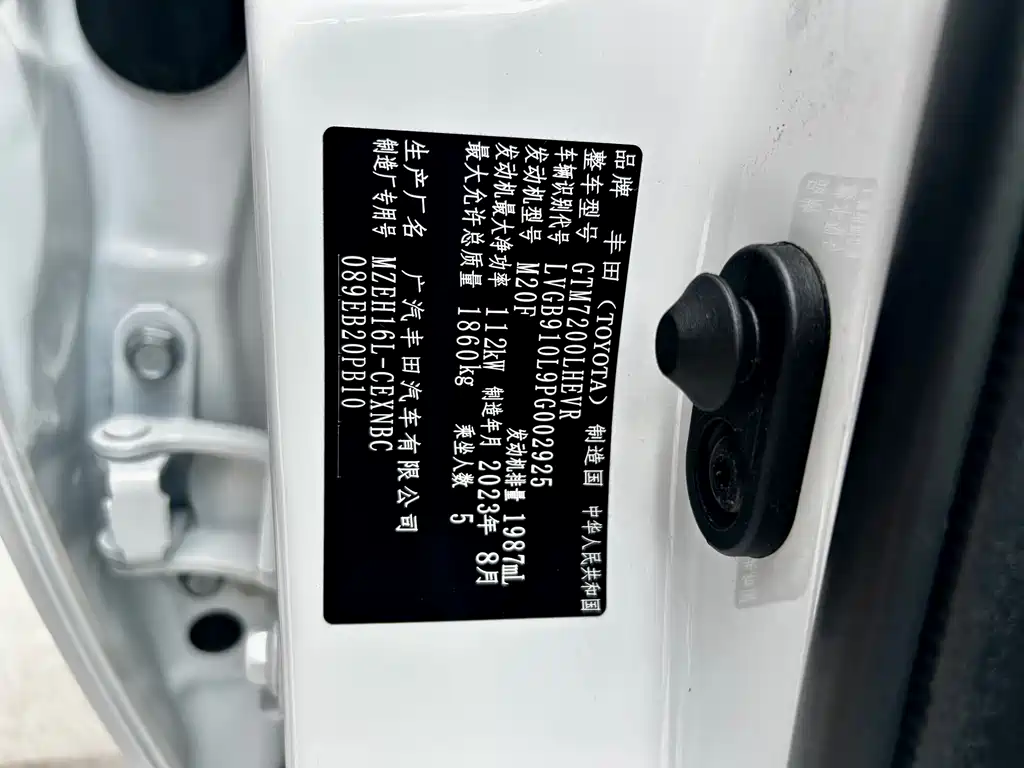 品牌 丰田(TOYOTA) 制造国 中华人民共和国
整车型号 GTM7200LHEVR
车辆识别代号 LVGB910L9PG002925
发动机型号 M20F 发动机排量 1987mL
发动机最大净功率 112kW 制造年月 2023年 8月
最大允许总质量 1860kg 乘坐人数 5
生产厂名 广汽丰田汽车有限公司
制造厂专用号 MZEH16L-CEXNBC
089EB20PB10